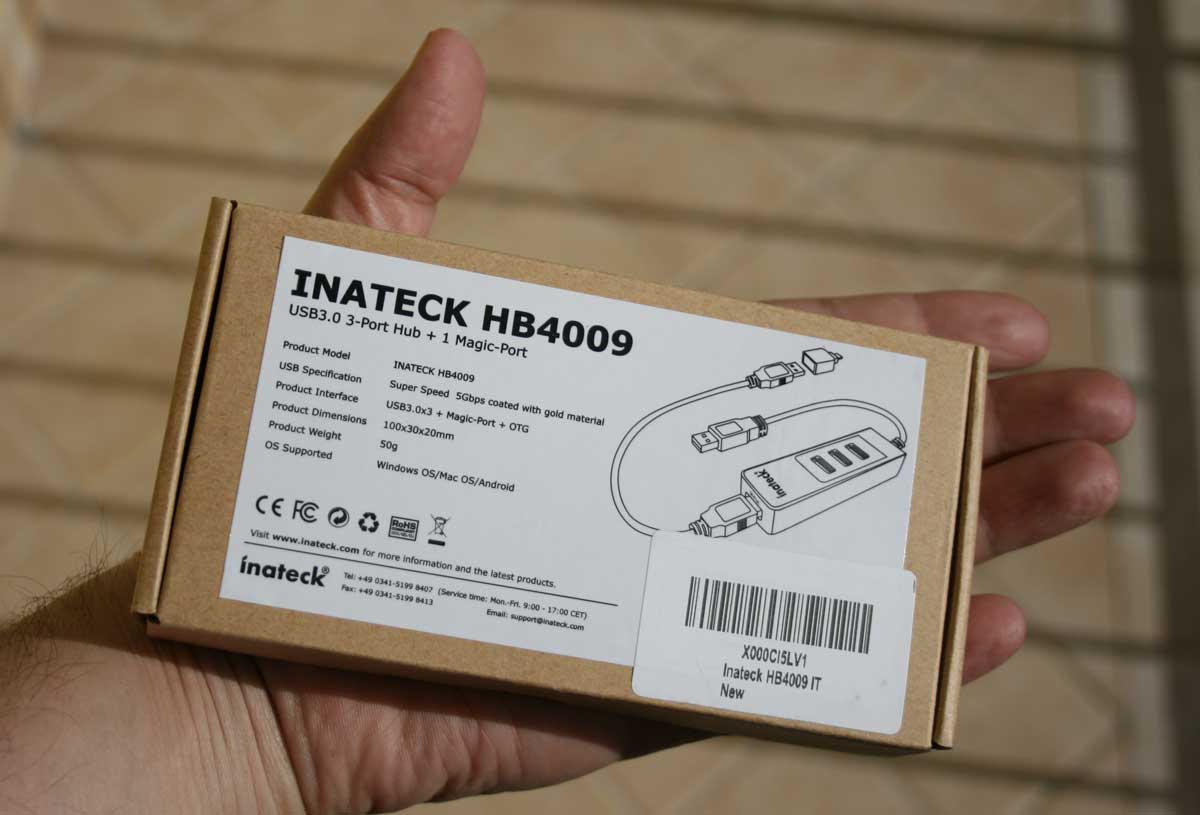 INATECK HB4009
USB3.0 3-Port Hub + 1 Magic-Port
Product Model INATECK HB4009
USB Specification Super Speed 5Gbps coated with gold material
Product Interface USB3.0x3 + Magic-Port + OTG
Product Dimensions 100x30x20mm
Product Weight 50g
OS Supported Windows OS/Mac OS/Android
inateck
CE FC RoHS
COMPLIANT
Visit www.inateck.com for more information and the latest products.
inateck®
Tel: +49 0341-5199 8407 (Service time: Mon.-Fri. 9:00 - 17:00 CET)
Fax: +49 0341-5199 8413 Email: support@inateck.com
X000CI5LV1
Inateck HB4009 IT
New